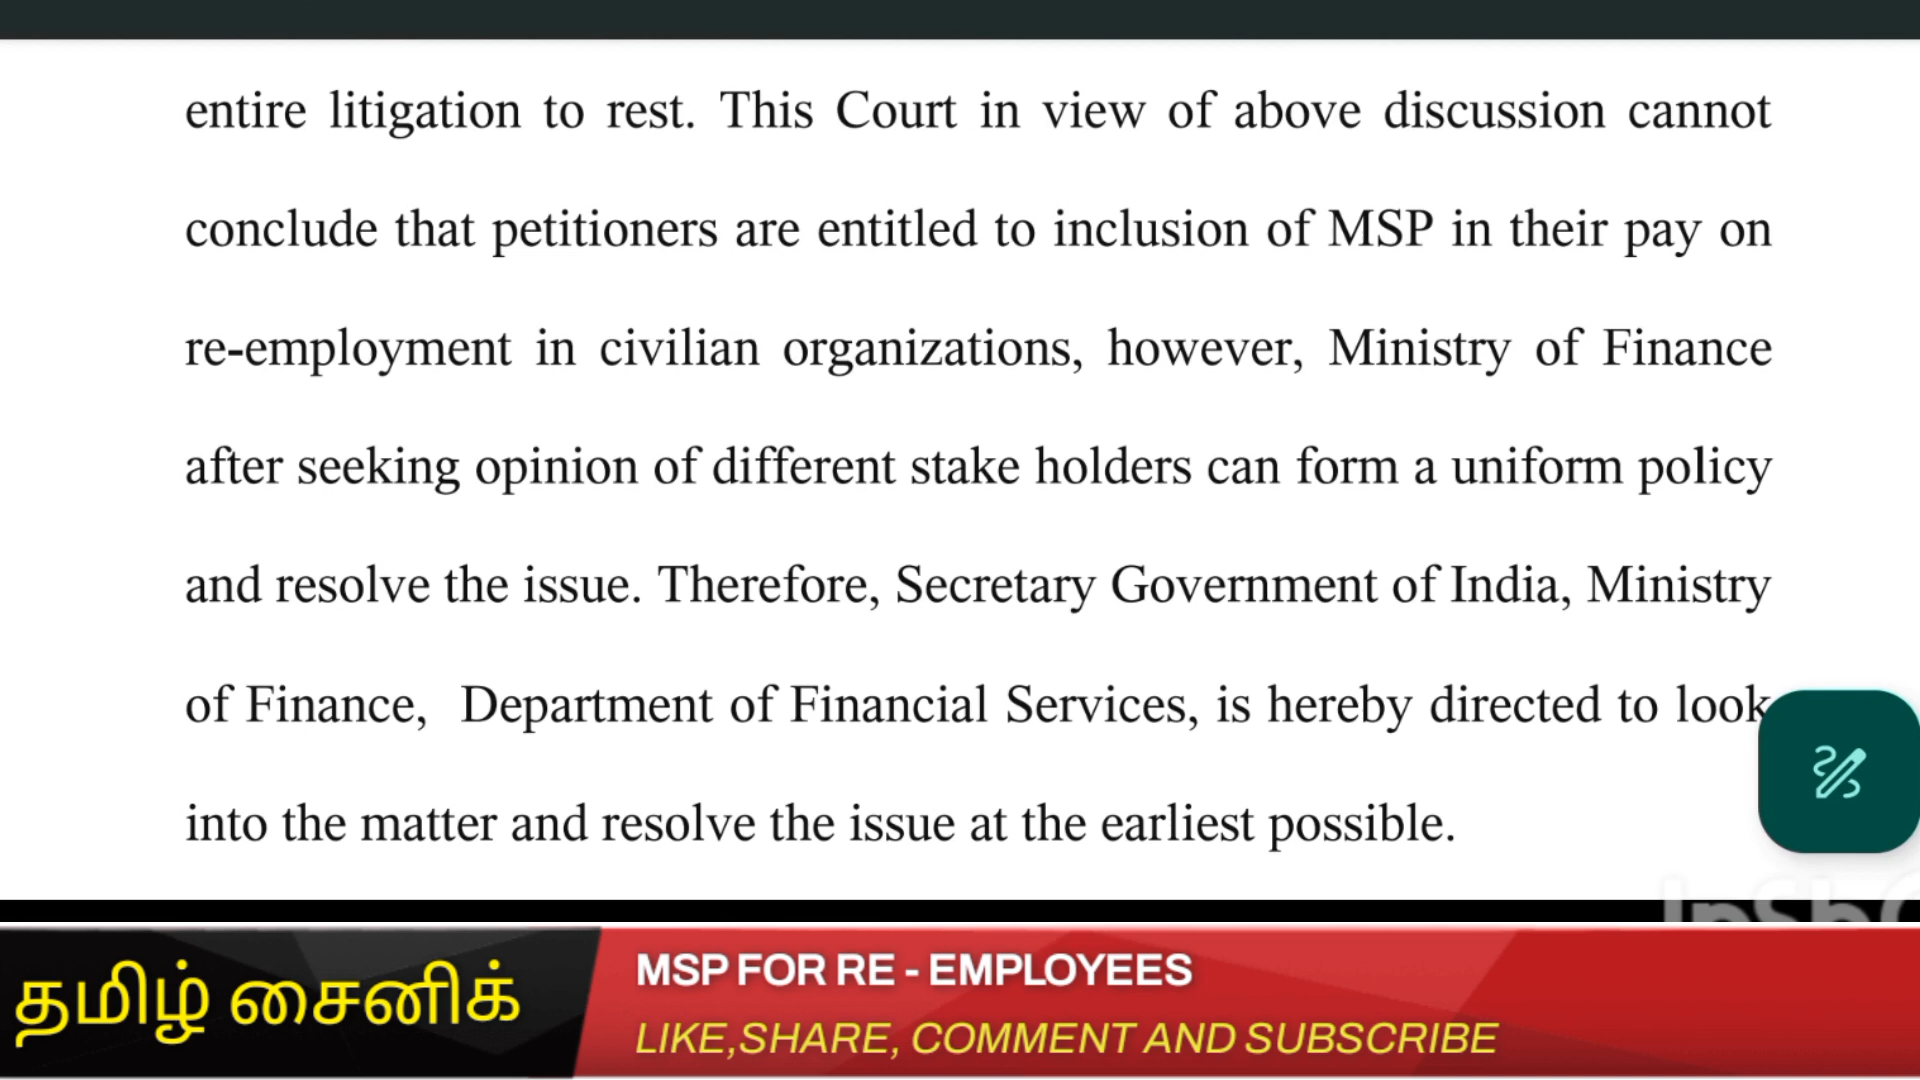 entire litigation to rest. This Court in view of above discussion cannot
conclude that petitioners are entitled to inclusion of MSP in their pay on
re-employment in civilian organizations, however, Ministry of Finance
after seeking opinion of different stake holders can form a uniform policy
and resolve the issue. Therefore, Secretary Government of India, Ministry
of Finance, Department of Financial Services, is hereby directed to look
into the matter and resolve the issue at the earliest possible.
தமிழ் சைனிக்
MSP FOR RE - EMPLOYEES
LIKE,SHARE, COMMENT AND SUBSCRIBE